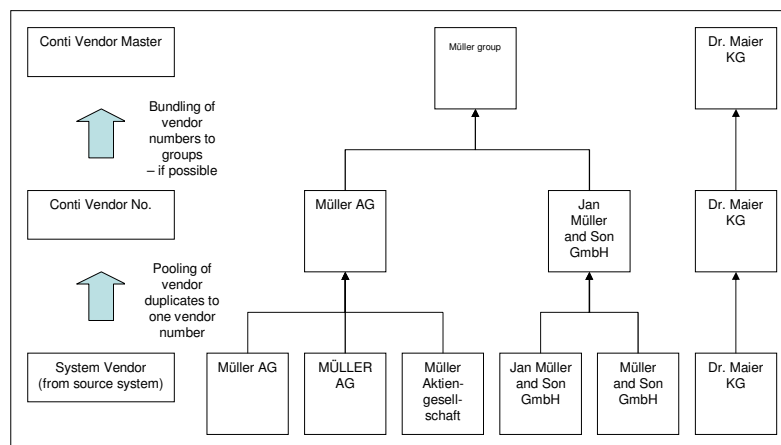 Conti Vendor Master
Müller group
Dr. Maier
KG
Bundling of
vendor
numbers to
groups
– if possible
Conti Vendor No.
Müller AG
Jan
Müller
and Son
GmbH
Dr. Maier
KG
Pooling of
vendor
duplicates to
one vendor
number
System Vendor
(from source system)
Müller AG
MÜLLER
AG
Müller
Aktien-
gesell-
schaft
Jan Müller
and Son
GmbH
Müller
and Son
GmbH
Dr. Maier
KG